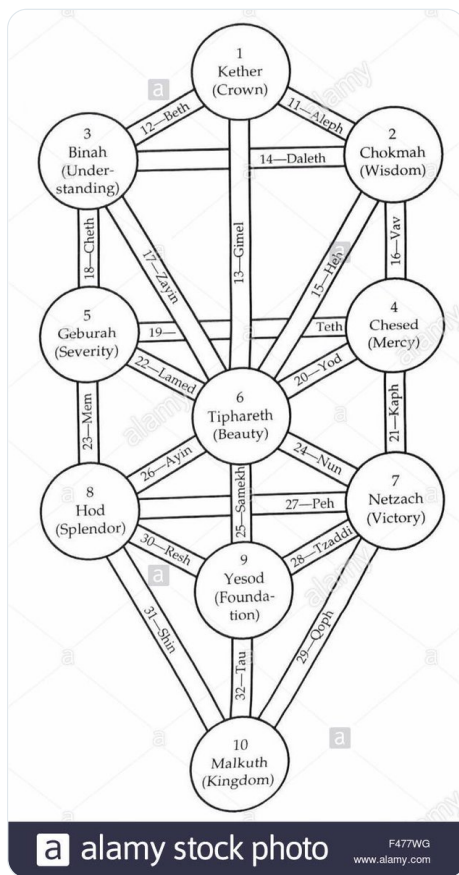 1
Kether
(Crown)
12—Beth
11—Aleph
3
Binah
(Under-
standing)
2
Chokmah
(Wisdom)
14—Daleth
18—Cheth
17—Zayin
13—Gimel
15—Heh
16—Vav
5
Geburah
(Severity)
19—
Teth
4
Chesed
(Mercy)
22—Lamed
20—Yod
6
Tiphareth
(Beauty)
23—Mem
21—Kaph
26—Ayin
24—Nun
8
Hod
(Splendor)
25—Samekh
27—Peh
7
Netzach
(Victory)
30—Resh
28—Tzaddi
9
Yesod
(Founda-
tion)
31—Shin
32—Tau
29—Qoph
10
Malkuth
(Kingdom)
a
alamy
a alamy stock photo
F477WG
www.alamy.com